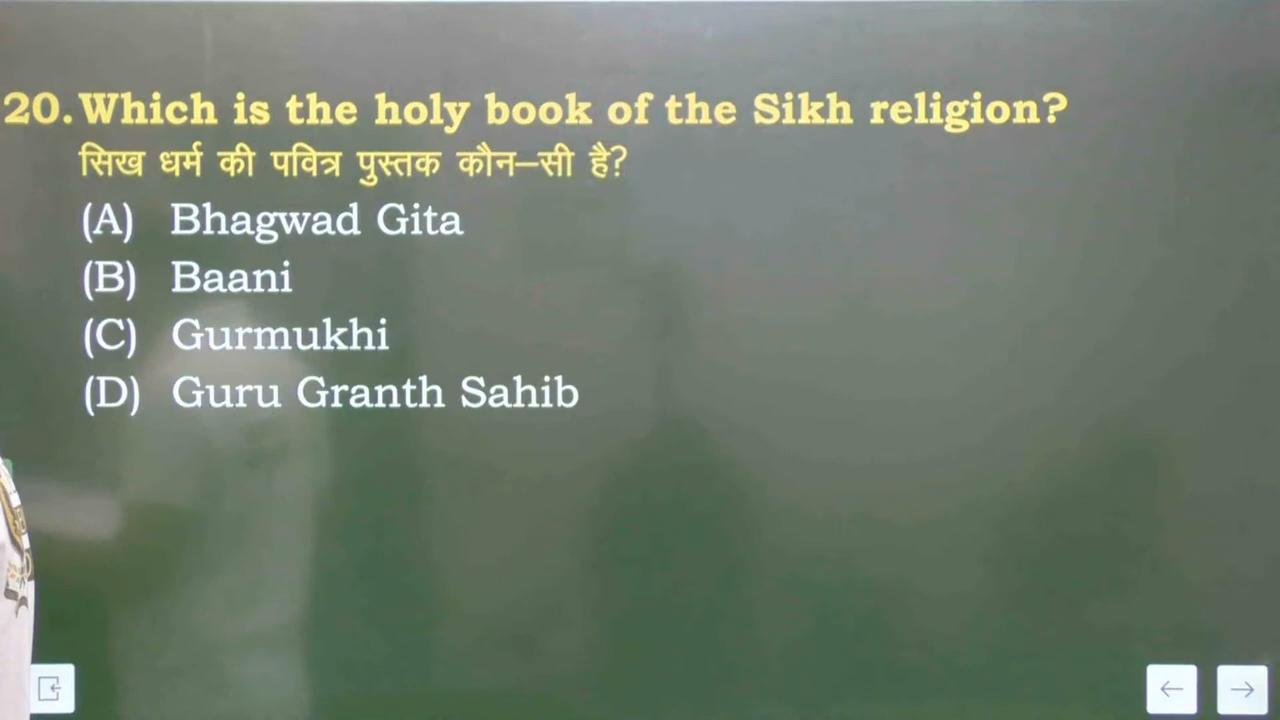 20. Which is the holy book of the Sikh religion?
सिख धर्म की पवित्र पुस्तक कौन–सी है?
(A) Bhagwad Gita
(B) Baani
(C) Gurmukhi
(D) Guru Granth Sahib